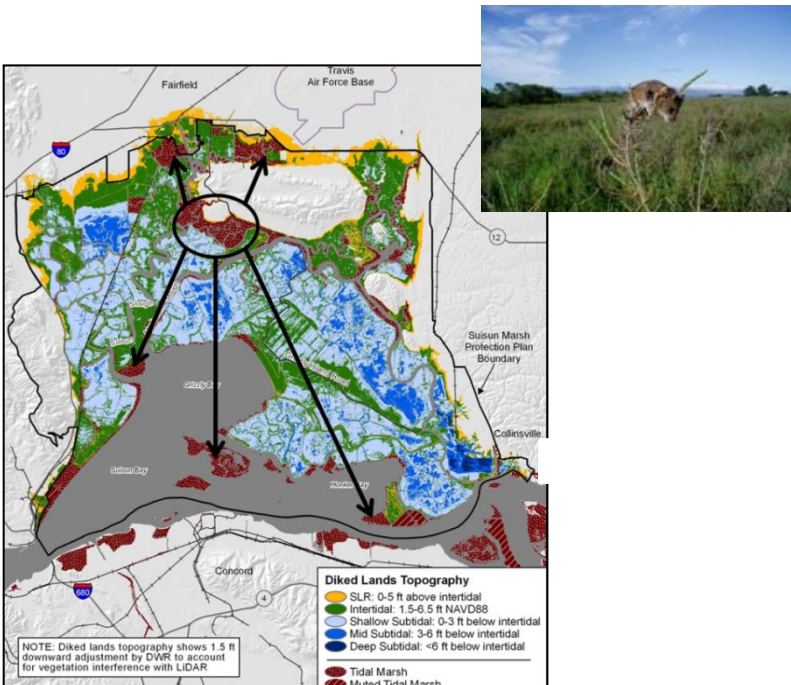 Travis
Air Force Base
Fairfield
80
12
Suisun Marsh
Protection Plan
Boundary
Grizzly Bay
Collinsville
Suisun Bay
Concord
680
4
Diked Lands Topography
SLR: 0-5 ft above intertidal
Intertidal: 1.5-6.5 ft NAVD88
Shallow Subtidal: 0-3 ft below intertidal
Mid Subtidal: 3-6 ft below intertidal
Deep Subtidal: <6 ft below intertidal
Tidal Marsh
Muted Tidal Marsh
NOTE: Diked lands topography shows 1.5 ft
downward adjustment by DWR to account
for vegetation interference with LiDAR